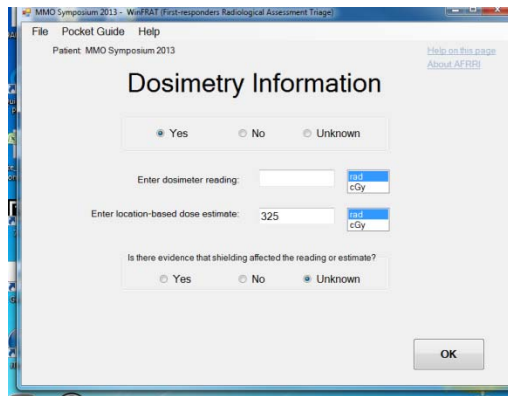 MMO Symposium 2013 - WinFRAT (First-responders Radiological Assessment Triage)
File Pocket Guide Help
Patient: MMO Symposium 2013
Help on this page
About AFRRI
Dosimetry Information
Yes No Unknown
Enter dosimeter reading: rad
cGy
Enter location-based dose estimate: 325 rad
cGy
Is there evidence that shielding affected the reading or estimate?
Yes No Unknown
OK